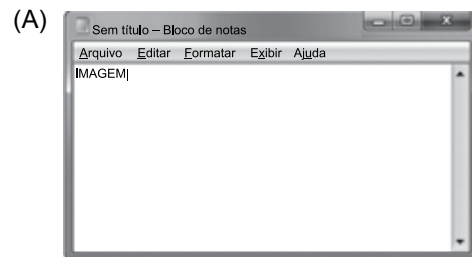 (A)
Sem título – Bloco de notas
Arquivo Editar Formatar Exibir Ajuda
IMAGEM